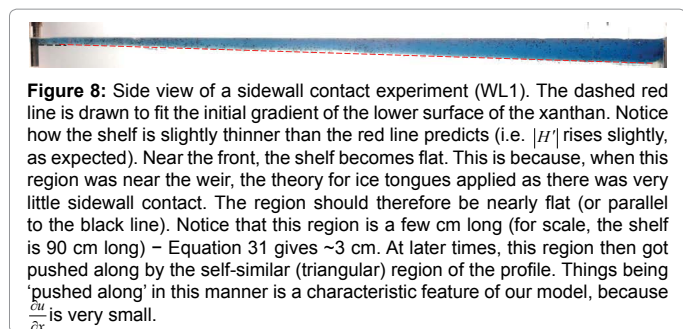 Figure 8: Side view of a sidewall contact experiment (WL1). The dashed red
line is drawn to fit the initial gradient of the lower surface of the xanthan. Notice
how the shelf is slightly thinner than the red line predicts (i.e. |H'| rises slightly,
as expected). Near the front, the shelf becomes flat. This is because, when this
region was near the weir, the theory for ice tongues applied as there was very
little sidewall contact. The region should therefore be nearly flat (or parallel
to the black line). Notice that this region is a few cm long (for scale, the shelf
is 90 cm long) − Equation 31 gives ~3 cm. At later times, this region then got
pushed along by the self-similar (triangular) region of the profile. Things being
‘pushed along’ in this manner is a characteristic feature of our model, because
∂u/∂x is very small.